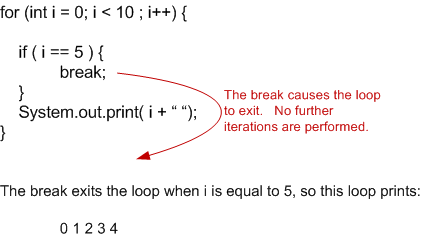 for (int i = 0; i < 10 ; i++) {
if ( i == 5 ) {
break;
}
System.out.print( i + “ “);
}
The break causes the loop
to exit.   No further
iterations are performed.
The break exits the loop when i is equal to 5, so this loop prints:
0 1 2 3 4